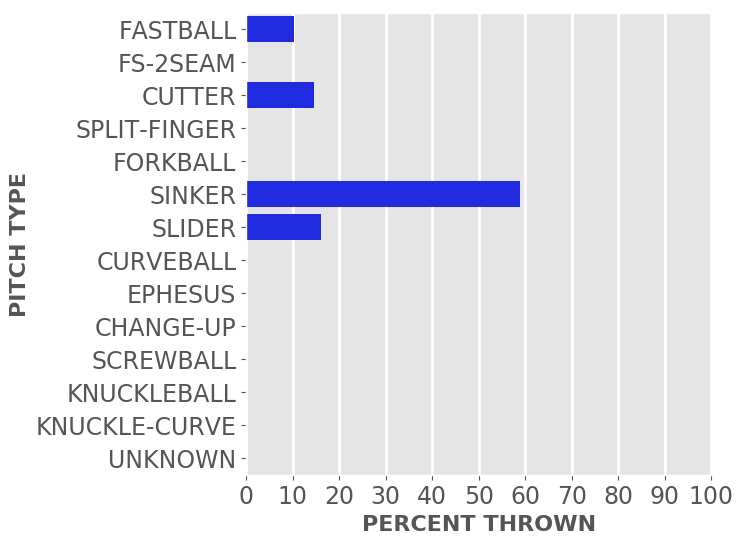 FASTBALL
FS-2SEAM
CUTTER
SPLIT-FINGER
FORKBALL
SINKER
SLIDER
CURVEBALL
EPHESUS
CHANGE-UP
SCREWBALL
KNUCKLEBALL
KNUCKLE-CURVE
UNKNOWN
PITCH TYPE
0 10 20 30 40 50 60 70 80 90 100
PERCENT THROWN